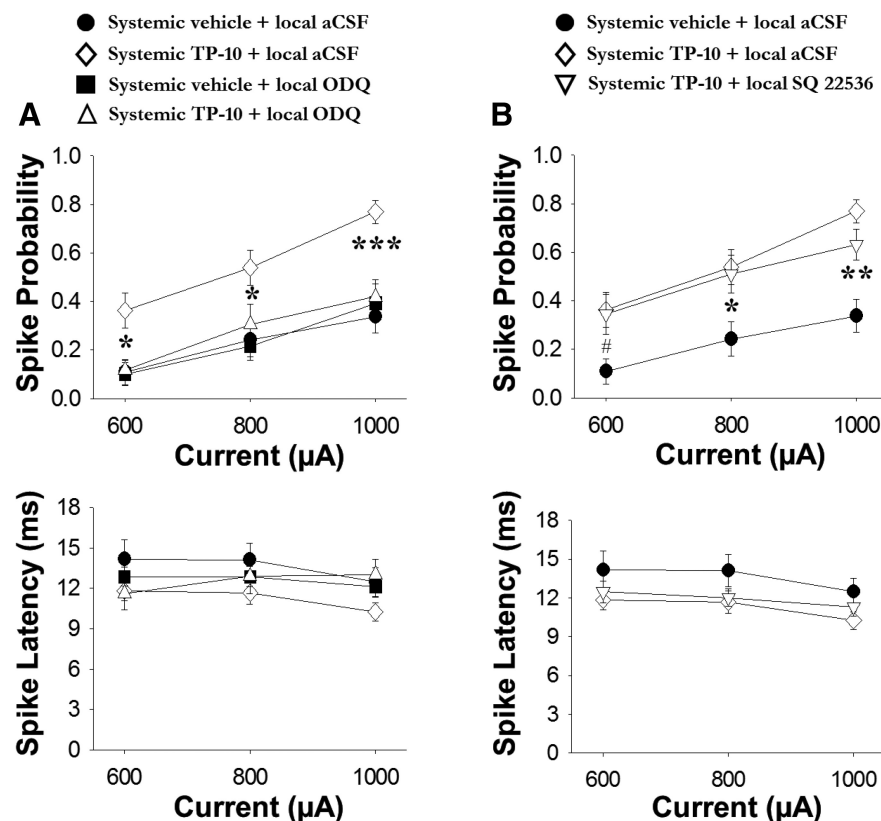 Systemic vehicle + local aCSF
Systemic TP-10 + local aCSF
Systemic vehicle + local ODQ
Systemic TP-10 + local ODQ
A
Spike Probability
1.0
0.8
0.6
0.4
0.2
0.0
*
*
***
600
800
1000
Current (µA)
Spike Latency (ms)
18
15
12
9
6
3
0
600
800
1000
Current (µA)
Systemic vehicle + local aCSF
Systemic TP-10 + local aCSF
Systemic TP-10 + local SQ 22536
B
Spike Probability
1.0
0.8
0.6
0.4
0.2
0.0
#
*
**
600
800
1000
Current (µA)
Spike Latency (ms)
18
15
12
9
6
3
0
600
800
1000
Current (µA)